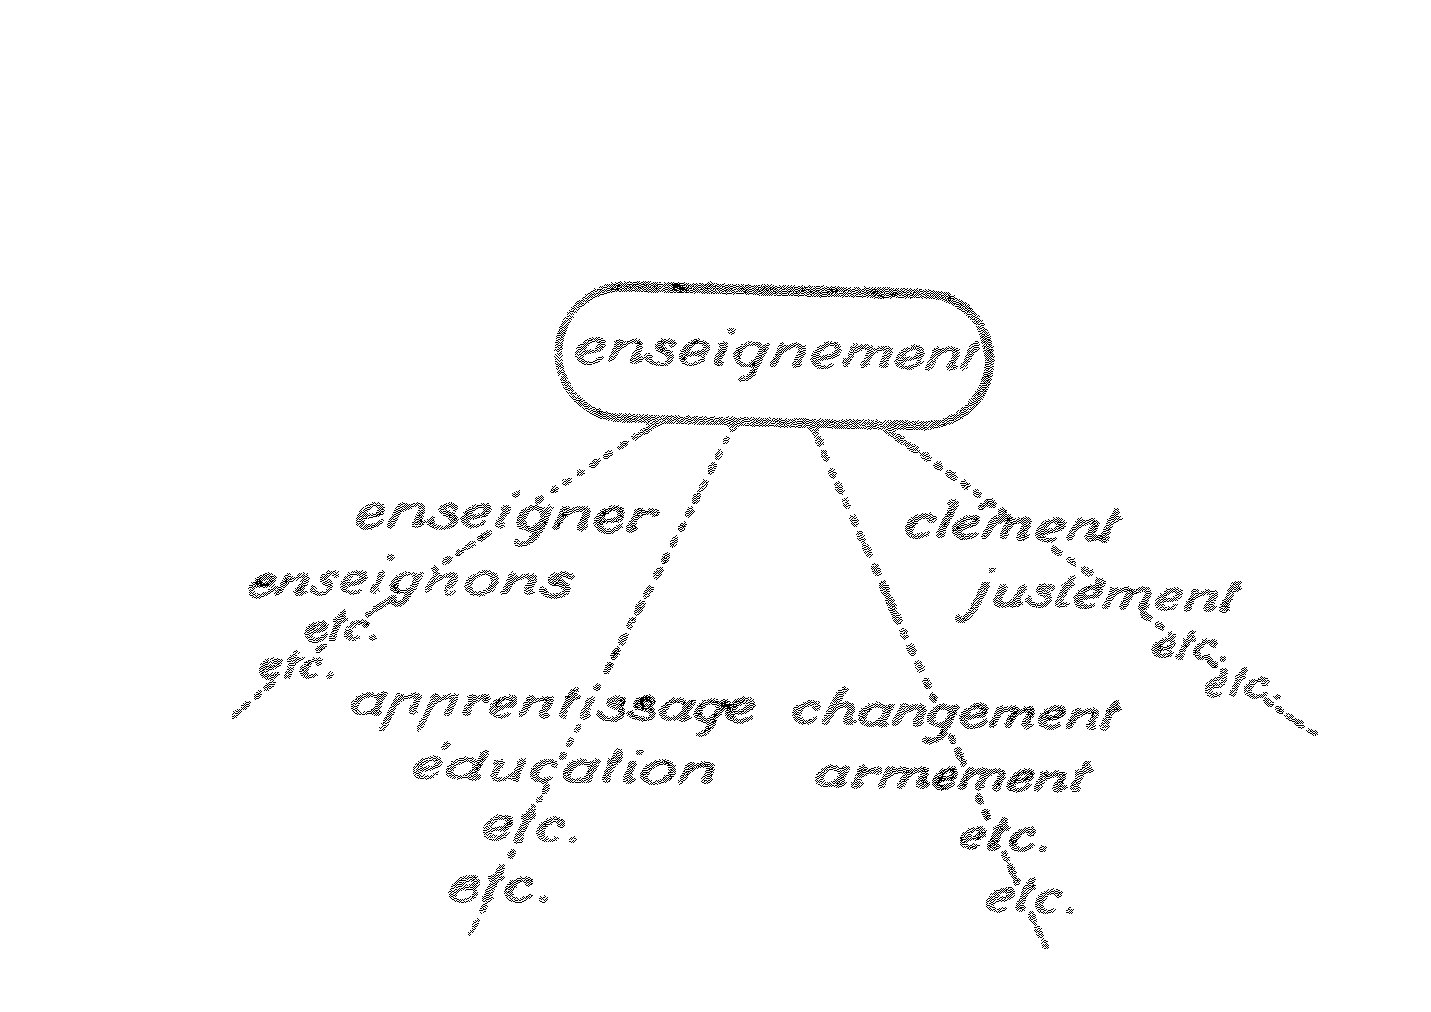 enseignement
enseigner
enseignons
etc.
etc.
apprentissage
éducation
etc.
etc.
changement
armement
etc.
etc.
clément
justement
etc.
etc.